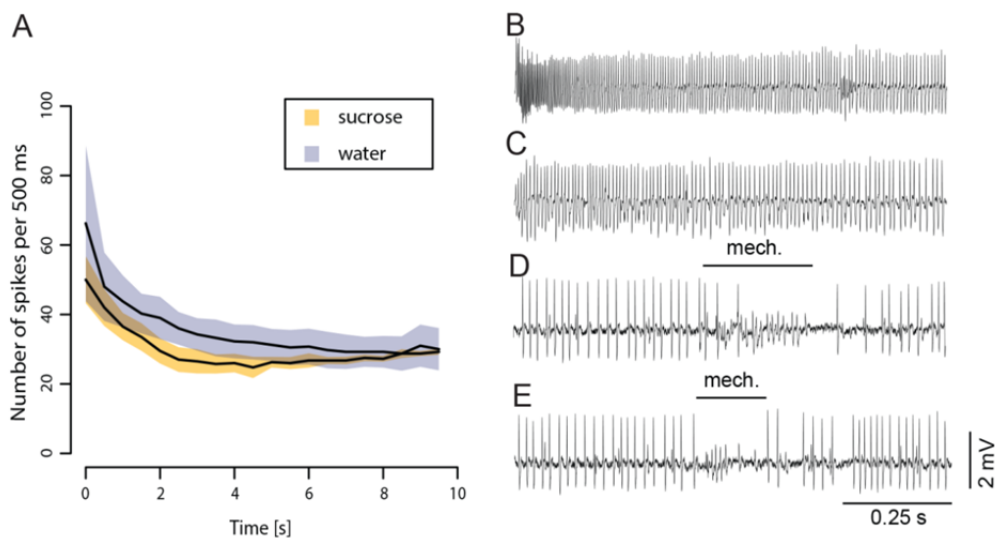 A
Number of spikes per 500 ms
100
80
60
40
20
0
sucrose
water
0
2
4
6
8
10
Time [s]
B
C
mech.
D
mech.
E
2 mV
0.25 s